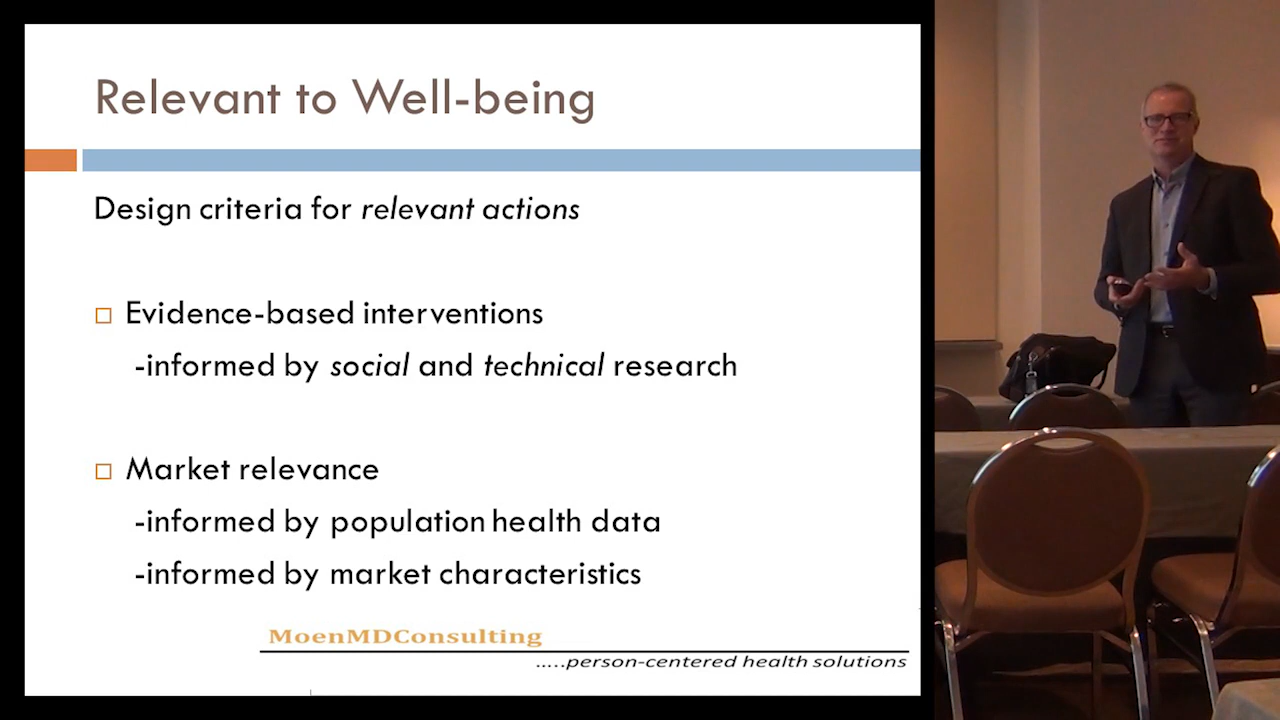 Relevant to Well-being
Design criteria for relevant actions
Evidence-based interventions
-informed by social and technical research
Market relevance
-informed by population health data
-informed by market characteristics
MoenMDConsulting
.....person-centered health solutions